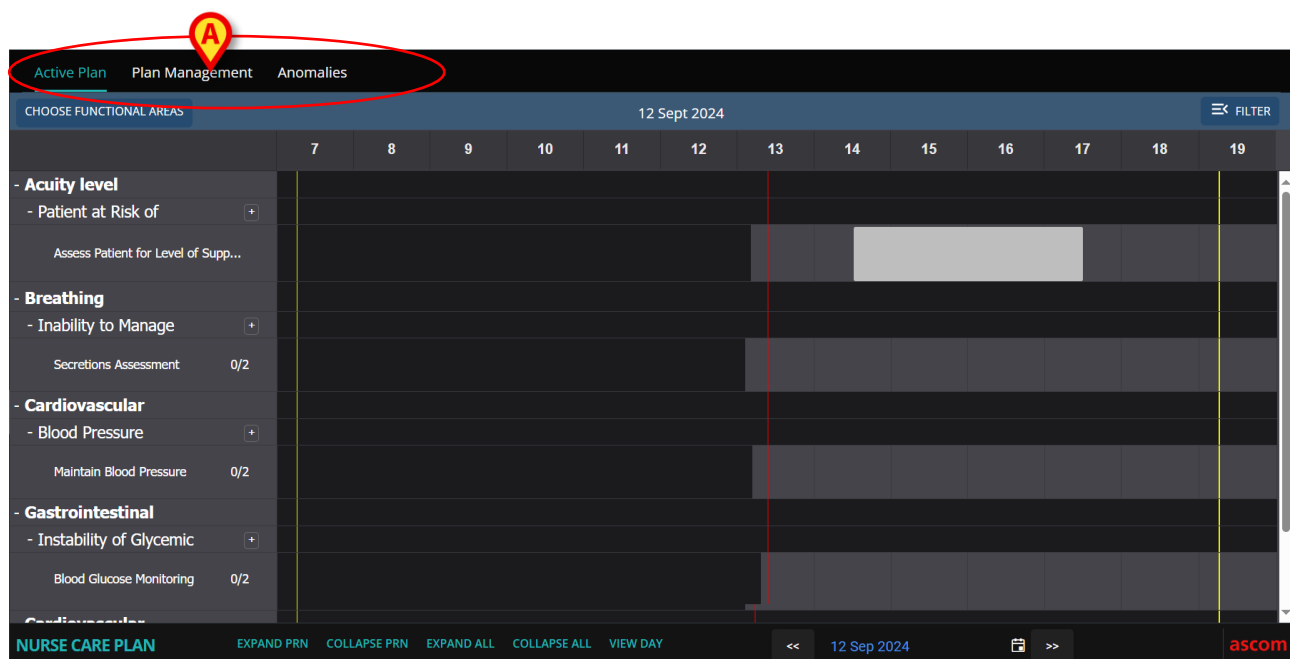 A
Active Plan Plan Management Anomalies
CHOOSE FUNCTIONAL AREAS 12 Sept 2024 FILTER
7 8 9 10 11 12 13 14 15 16 17 18 19
- Acuity level
- Patient at Risk of +
Assess Patient for Level of Supp...
- Breathing
- Inability to Manage +
Secretions Assessment 0/2
- Cardiovascular
- Blood Pressure +
Maintain Blood Pressure 0/2
- Gastrointestinal
- Instability of Glycemic +
Blood Glucose Monitoring 0/2
Cardiovascular
NURSE CARE PLAN EXPAND PRN COLLAPSE PRN EXPAND ALL COLLAPSE ALL VIEW DAY << 12 Sep 2024 >> ascom